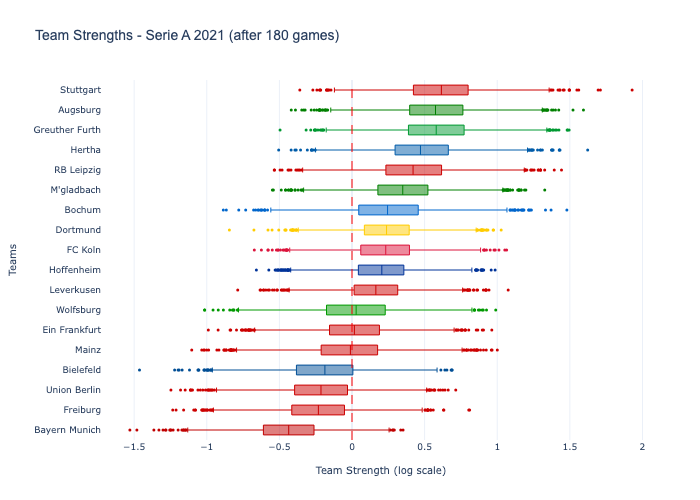 Team Strengths - Serie A 2021 (after 180 games)
Stuttgart
Augsburg
Greuther Furth
Hertha
RB Leipzig
M'gladbach
Bochum
Dortmund
FC Koln
Hoffenheim
Leverkusen
Wolfsburg
Ein Frankfurt
Mainz
Bielefeld
Union Berlin
Freiburg
Bayern Munich
Teams
−1.5 −1 −0.5 0 0.5 1 1.5 2
Team Strength (log scale)